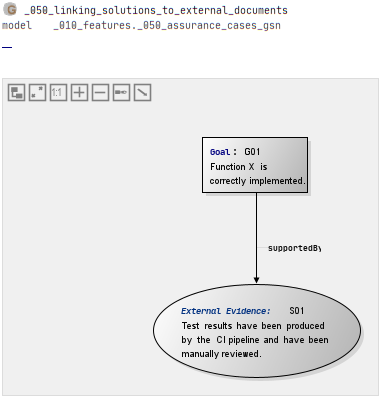 G _050_linking_solutions_to_external_documents
model _010_features._050_assurance_cases_gsn
1:1
Goal: G01
Function X is
correctly implemented.
supportedBy
External Evidence: S01
Test results have been produced
by the CI pipeline and have been
manually reviewed.